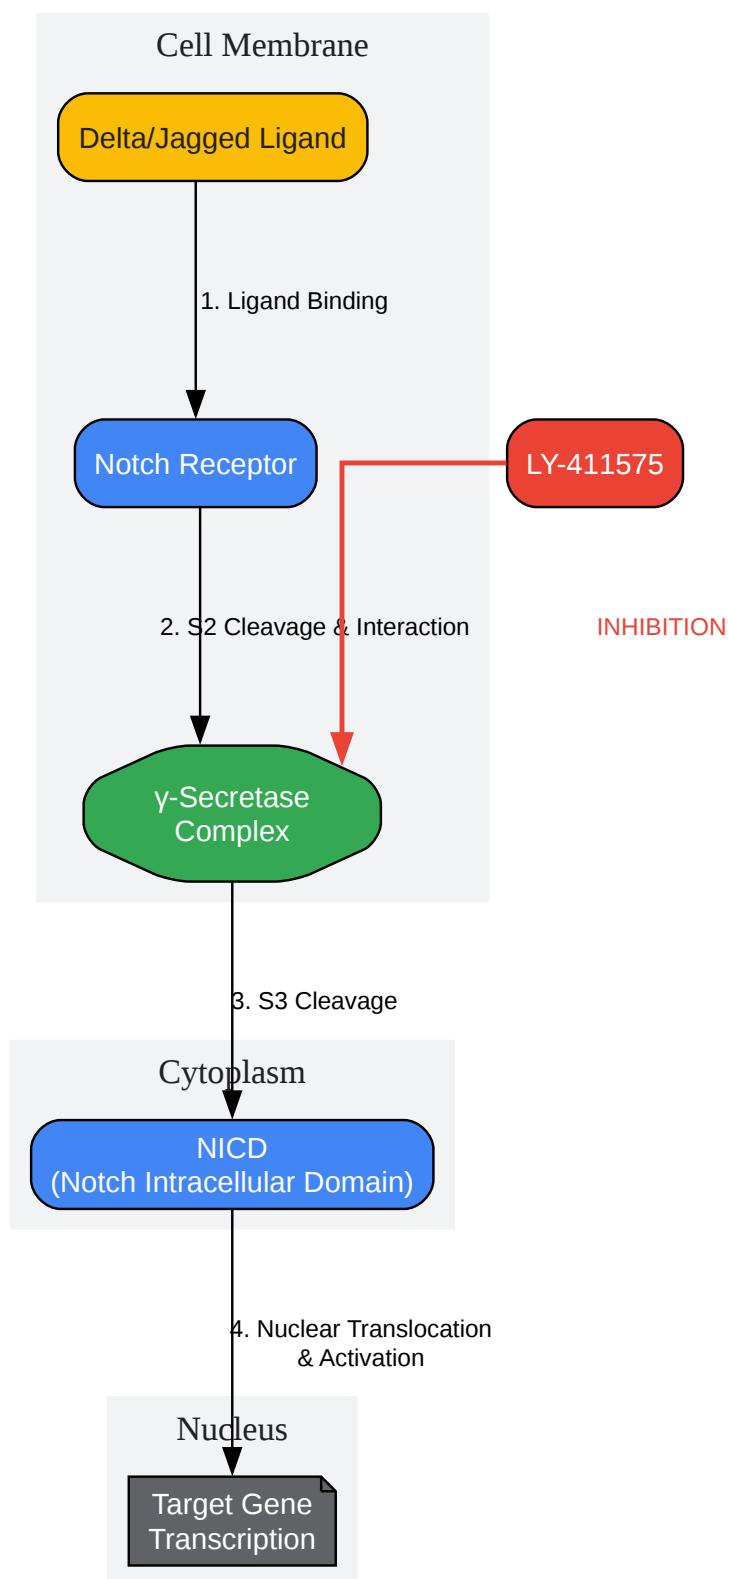 Cell Membrane
Delta/Jagged Ligand
1. Ligand Binding
Notch Receptor
LY-411575
2. S2 Cleavage & Interaction
INHIBITION
γ-Secretase
Complex
3. S3 Cleavage
Cytoplasm
NICD
(Notch Intracellular Domain)
4. Nuclear Translocation
& Activation
Nucleus
Target Gene
Transcription